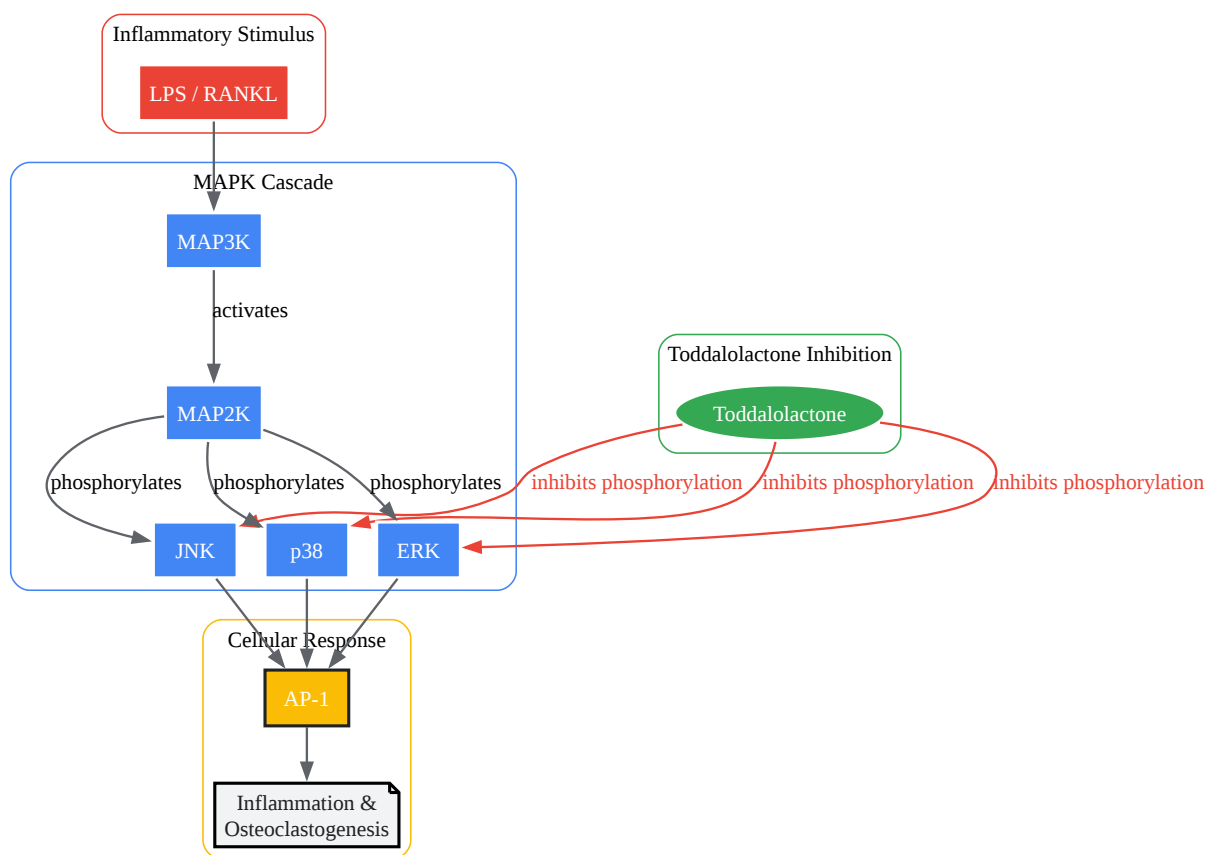 Inflammatory Stimulus
LPS / RANKL
MAPK Cascade
MAP3K
activates
MAP2K
Toddalolactone Inhibition
Toddalolactone
phosphorylates
phosphorylates
phosphorylates
inhibits phosphorylation
inhibits phosphorylation
inhibits phosphorylation
JNK
p38
ERK
Cellular Response
AP-1
Inflammation &
Osteoclastogenesis